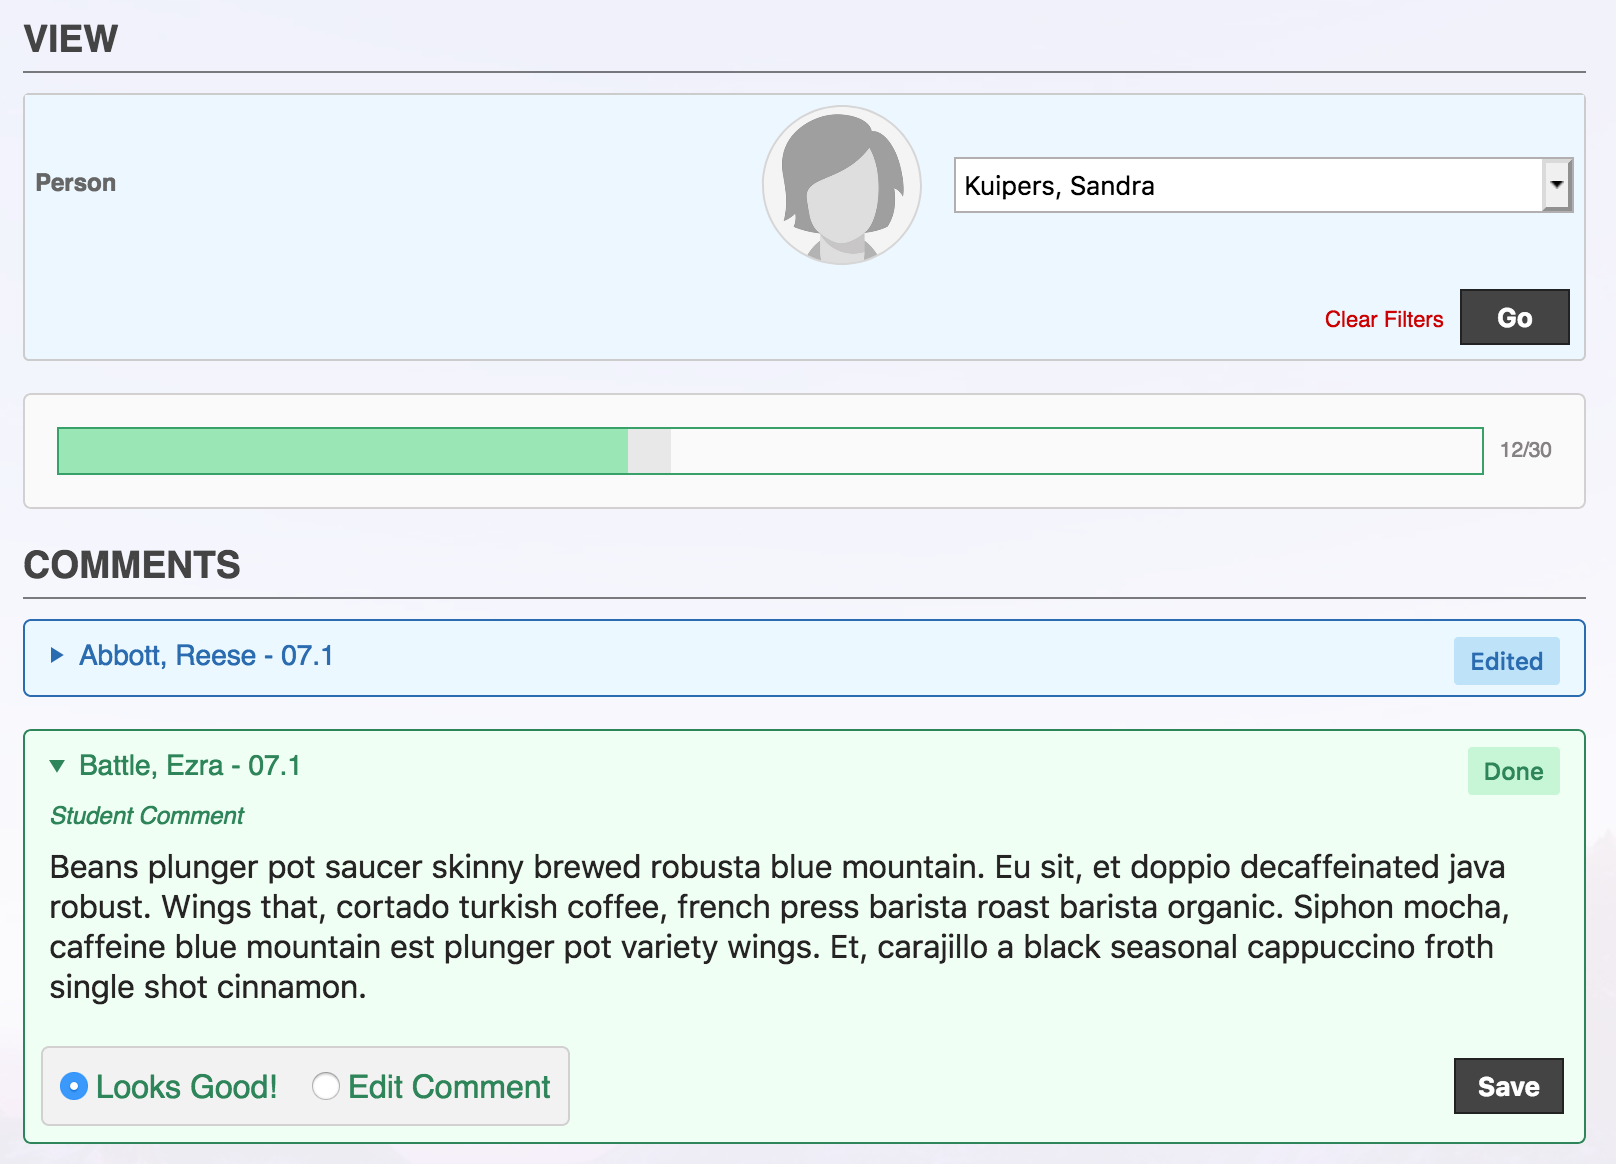 VIEW
Person
Kuipers, Sandra
Clear Filters
Go
12/30
COMMENTS
Abbott, Reese - 07.1
Edited
Battle, Ezra - 07.1
Done
Student Comment
Beans plunger pot saucer skinny brewed robusta blue mountain. Eu sit, et doppio decaffeinated java
robust. Wings that, cortado turkish coffee, french press barista roast barista organic. Siphon mocha,
caffeine blue mountain est plunger pot variety wings. Et, carajillo a black seasonal cappuccino froth
single shot cinnamon.
Looks Good!
Edit Comment
Save